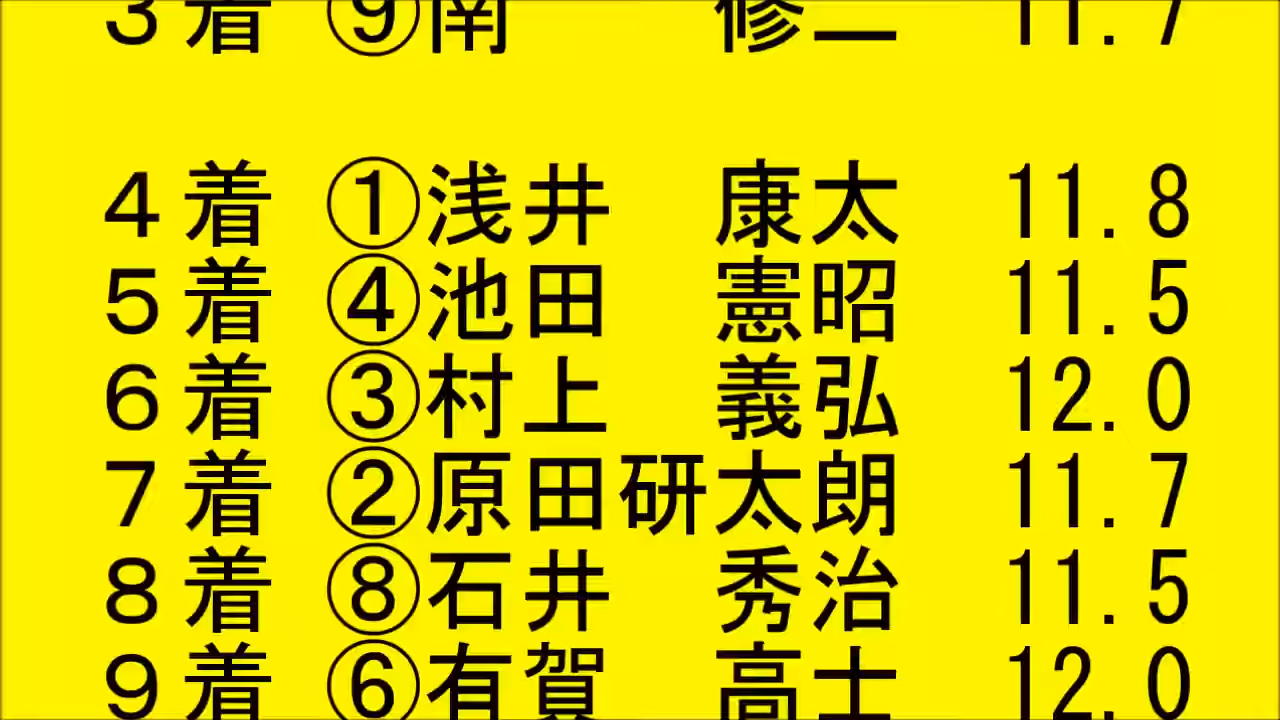 3着 ⑨南 修二 11.7
4着 ①浅井 康太 11.8
5着 ④池田 憲昭 11.5
6着 ③村上 義弘 12.0
7着 ②原田研太朗 11.7
8着 ⑧石井 秀治 11.5
9着 ⑥有賀 高士 12.0